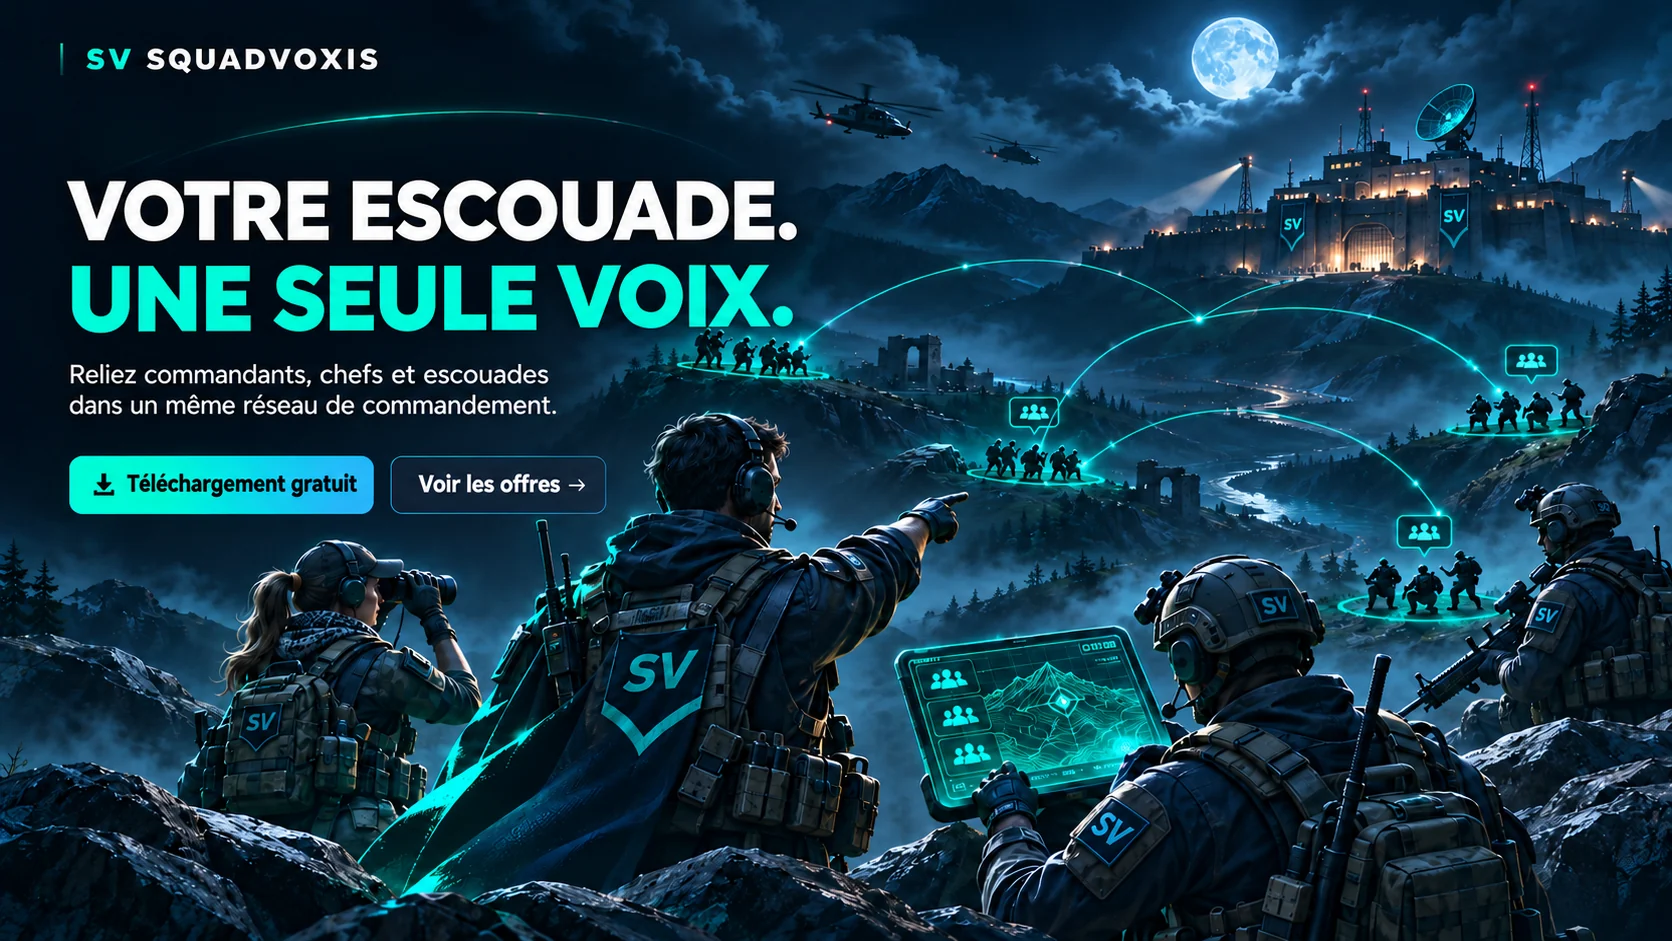 SV SQUADVOXIS
VOTRE ESCOUADE.
UNE SEULE VOIX.
Reliez commandants, chefs et escouades
dans un même réseau de commandement.
Téléchargement gratuit
Voir les offres →
SV
SV
SV
SV
SV
SV
SV